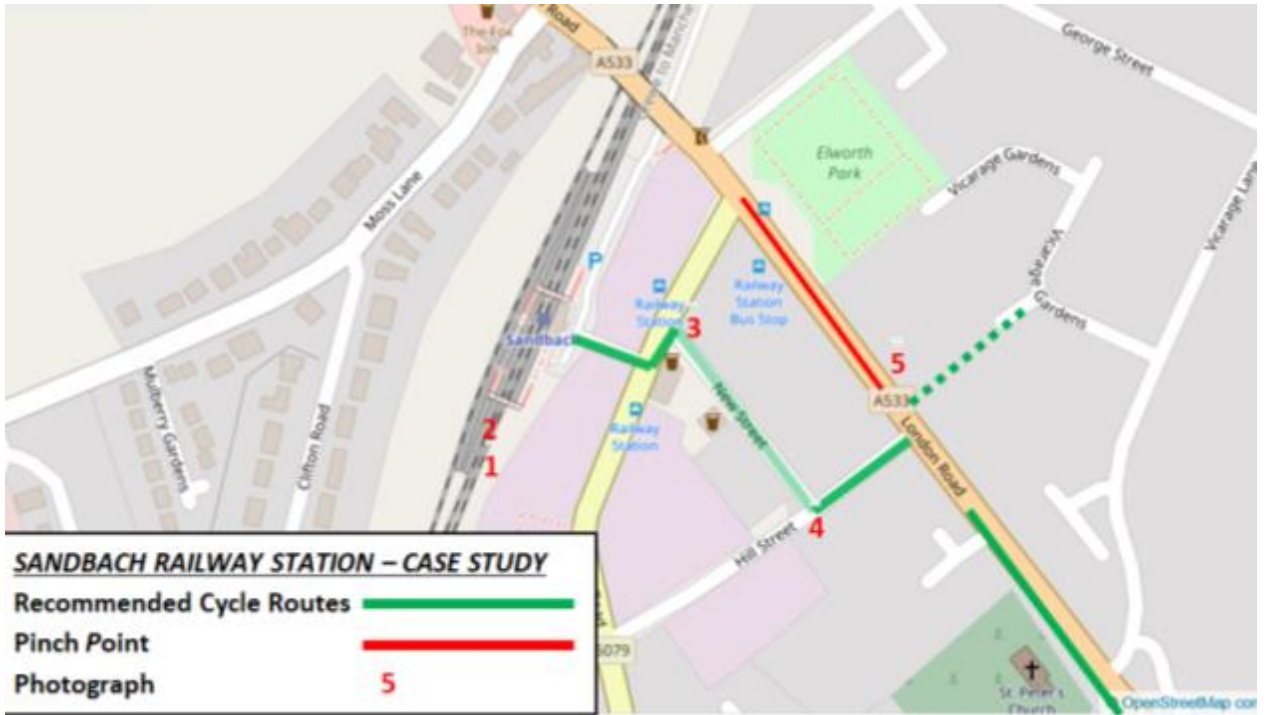 The Fox
Inn
Road
A533
George Street
Elworth
Park
Vicarage Gardens
Vicarage
Gardens
Vicarage Lane
Moss Lane
P
Railway
Station
Railway
Station
Bus Stop
3
Sandbac
5
A533
New Street
London Road
Mulberry Gardens
Clifton Road
2
1
Railway
Station
4
Hill Street
SANDBACH RAILWAY STATION – CASE STUDY
Recommended Cycle Routes
Pinch Point
Photograph 5
5079
St. Peter's
Church
OpenStreetMap con